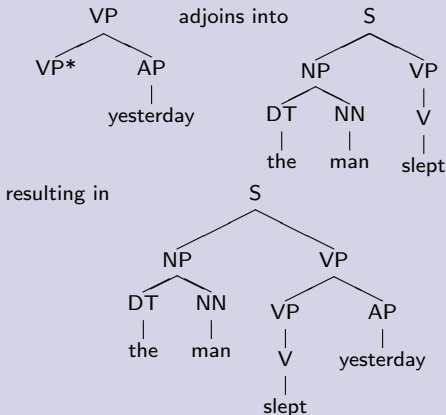 VP adjoins into S
VP* AP NP VP
yesterday DT NN V
the man slept
resulting in S
NP VP
DT NN VP AP
the man V yesterday
slept